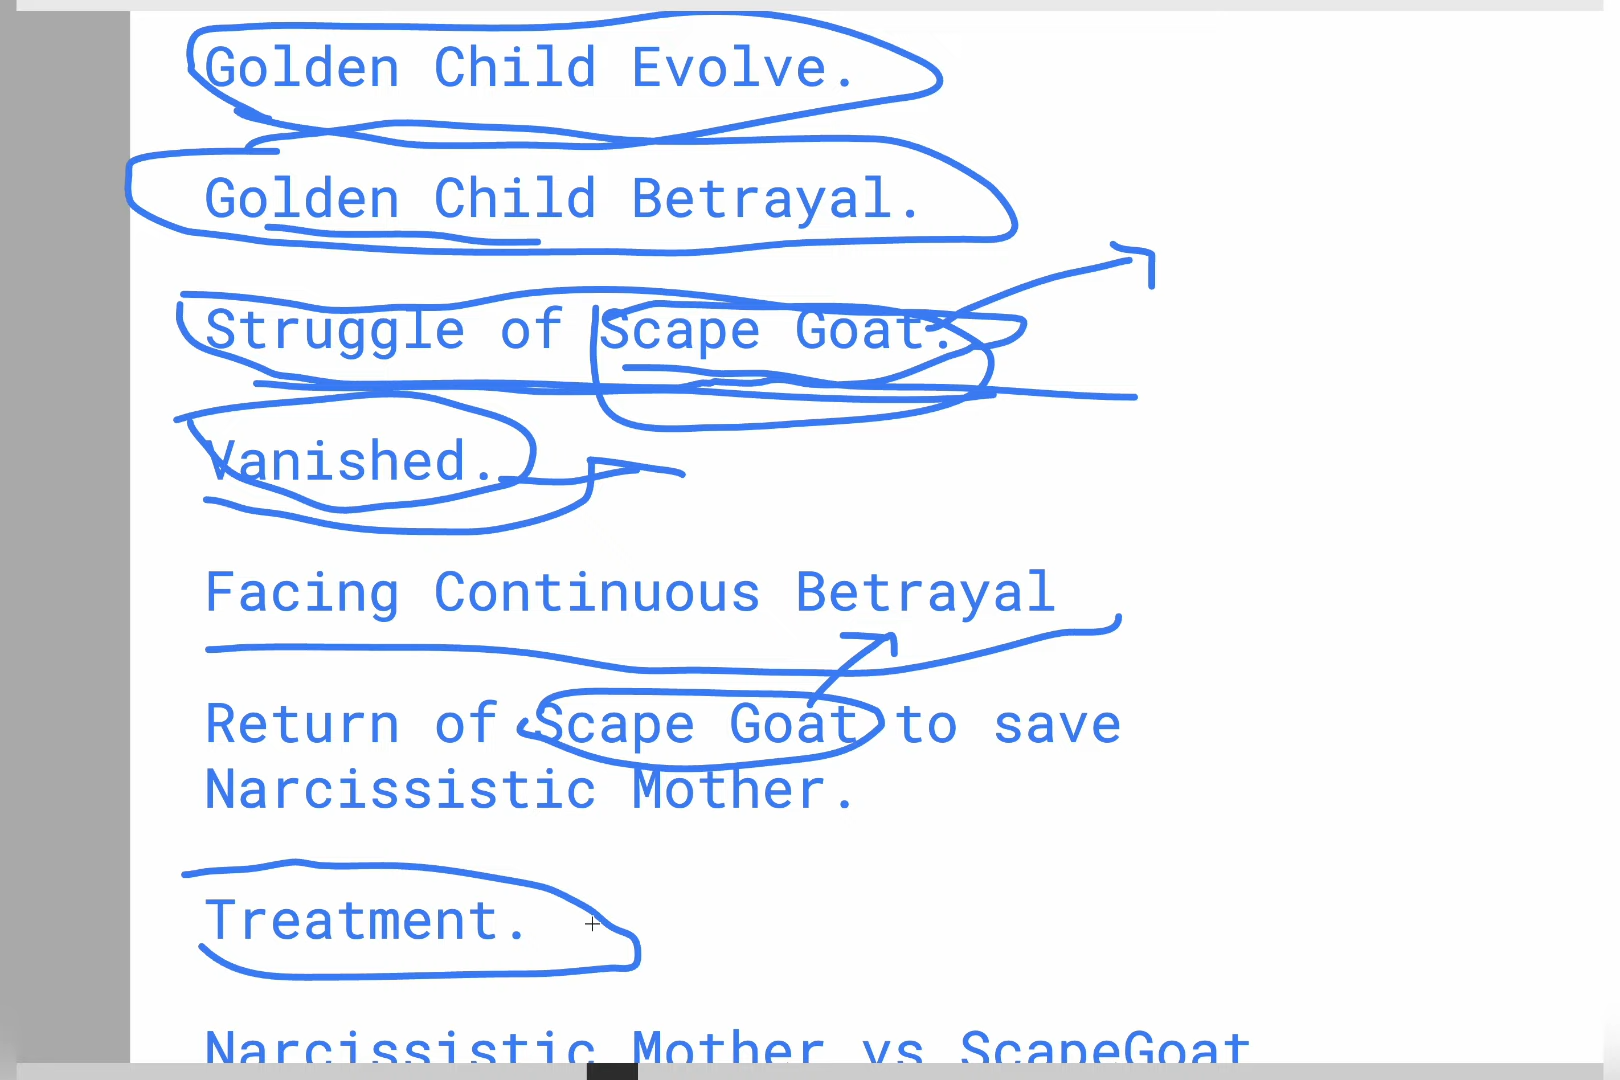 Golden Child Evolve.
Golden Child Betrayal.
Struggle of Scape Goat.
Vanished.
Facing Continuous Betrayal
Return of Scape Goat to save
Narcissistic Mother.
Treatment.
Narcissistic Mother vs ScapeGoat